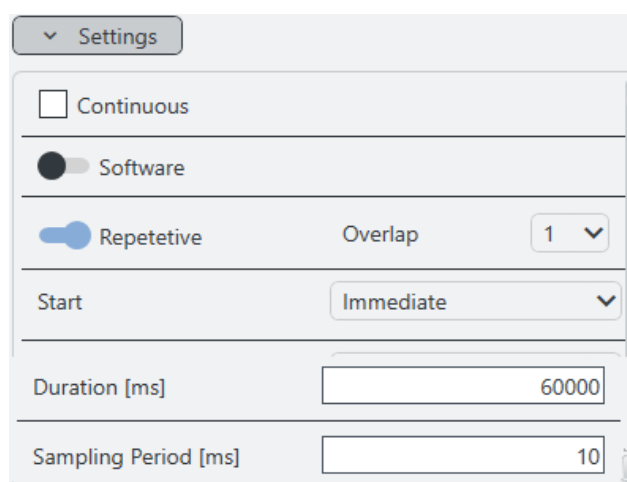 Settings
Continuous
Software
Repetetive Overlap 1
Start Immediate
Duration [ms] 60000
Sampling Period [ms] 10